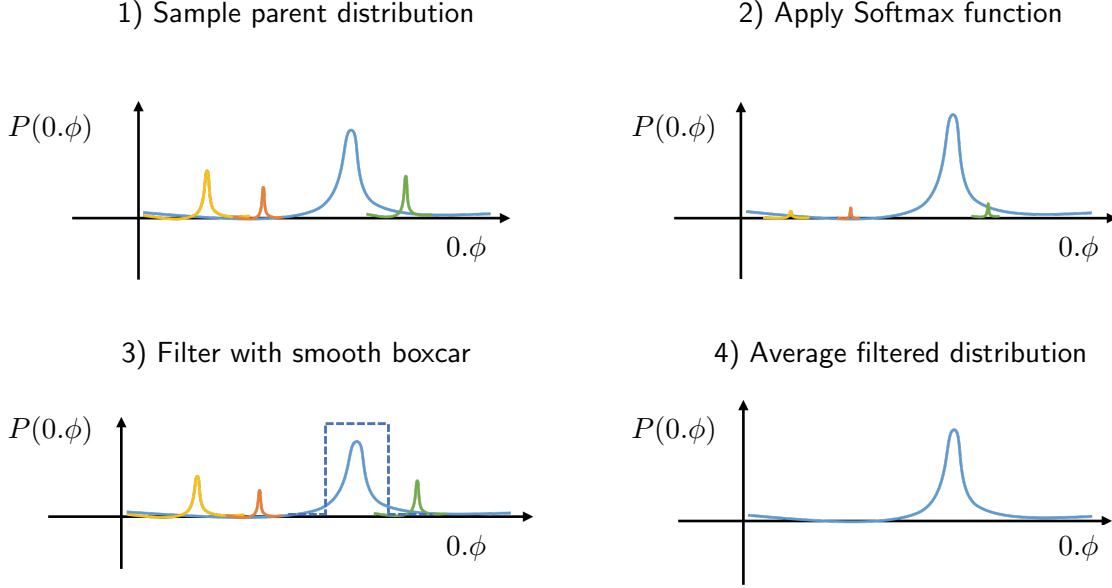 1) Sample parent distribution
P(0.ϕ)
0.ϕ
2) Apply Softmax function
P(0.ϕ)
0.ϕ
3) Filter with smooth boxcar
P(0.ϕ)
0.ϕ
4) Average filtered distribution
P(0.ϕ)
0.ϕ